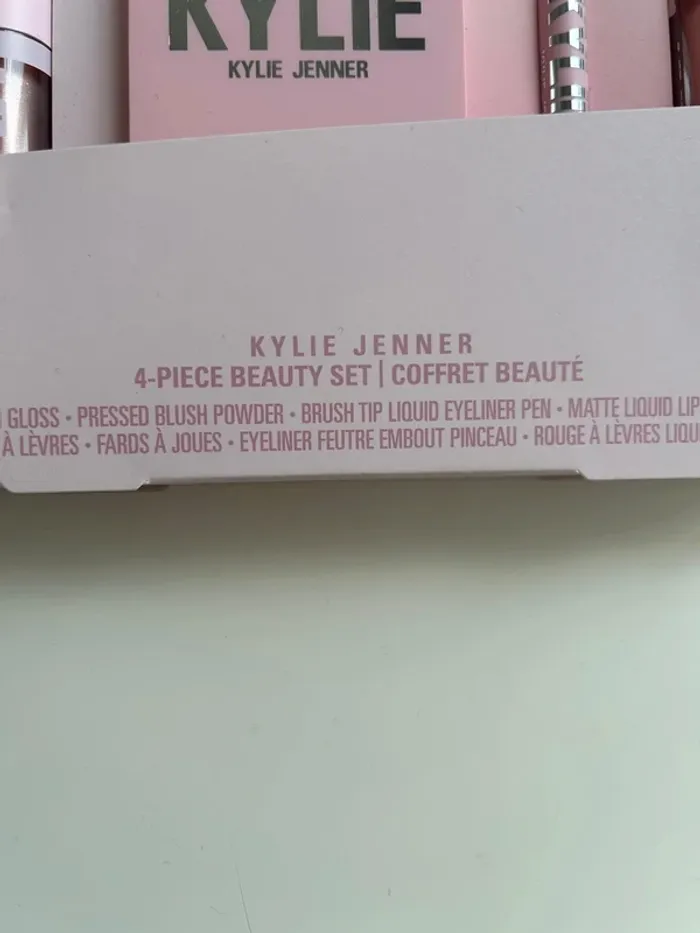 KYLIE
KYLIE JENNER
KYLIE JENNER
4-PIECE BEAUTY SET | COFFRET BEAUTÉ
GLOSS • PRESSED BLUSH POWDER • BRUSH TIP LIQUID EYELINER PEN • MATTE LIQUID LIP
À LÈVRES • FARDS À JOUES • EYELINER FEUTRE EMBOUT PINCEAU • ROUGE À LÈVRES LIQU